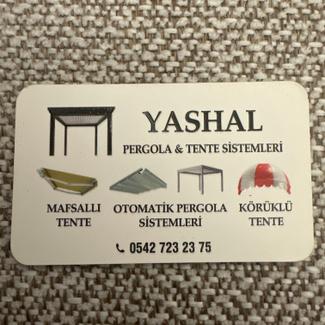 YASHAL
PERGOLA & TENTE SİSTEMLERİ
MAFSALLI
TENTE
OTOMATİK PERGOLA
SİSTEMLERİ
KÖRÜKLÜ
TENTE
0542 723 23 75